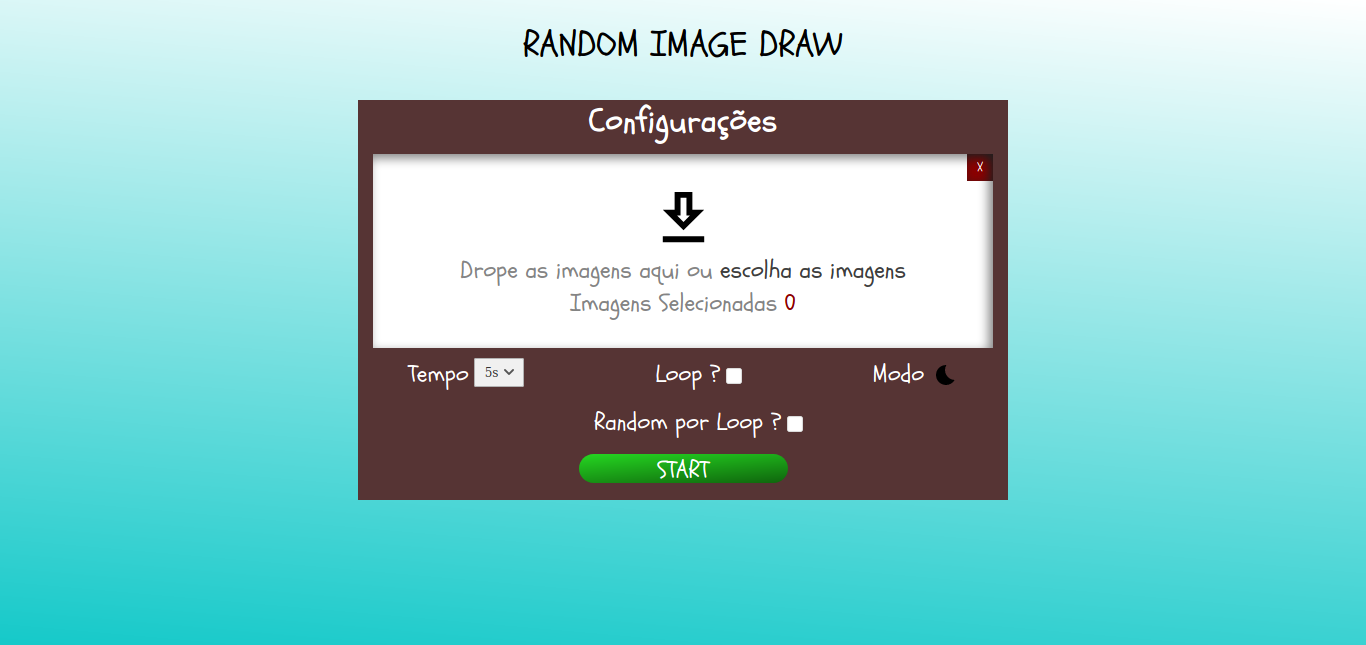 RANDOM IMAGE DRAW
Configurações
X
Drope as imagens aqui ou escolha as imagens
Imagens Selecionadas 0
Tempo 5s Loop ? Modo
Random por Loop ?
START